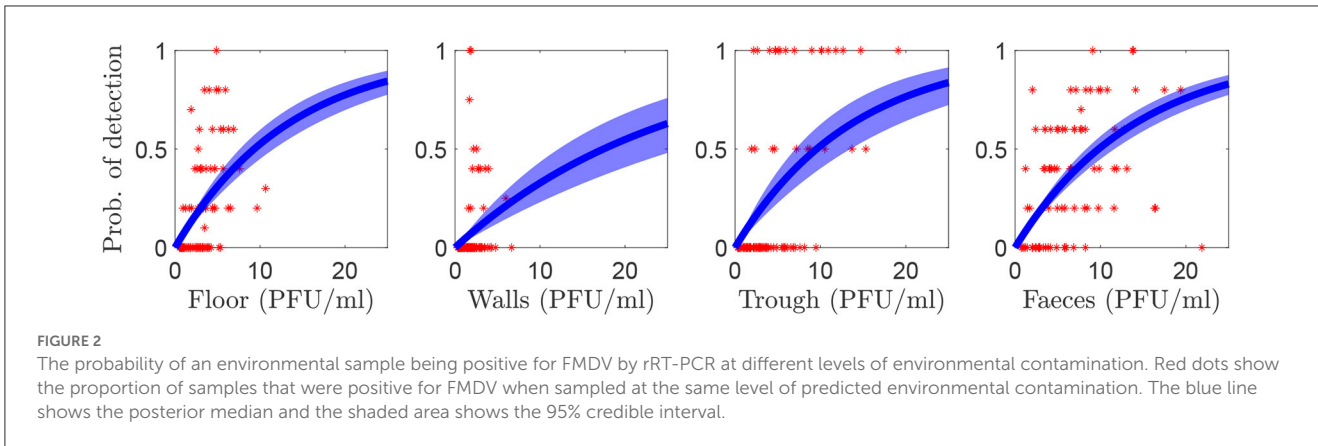 Prob. of detection
1
0.5
0
0 10 20
Floor (PFU/ml)
1
0.5
0
0 10 20
Walls (PFU/ml)
1
0.5
0
0 10 20
Trough (PFU/ml)
1
0.5
0
0 10 20
Faeces (PFU/ml)
FIGURE 2
The probability of an environmental sample being positive for FMDV by rRT-PCR at different levels of environmental contamination. Red dots show
the proportion of samples that were positive for FMDV when sampled at the same level of predicted environmental contamination. The blue line
shows the posterior median and the shaded area shows the 95% credible interval.